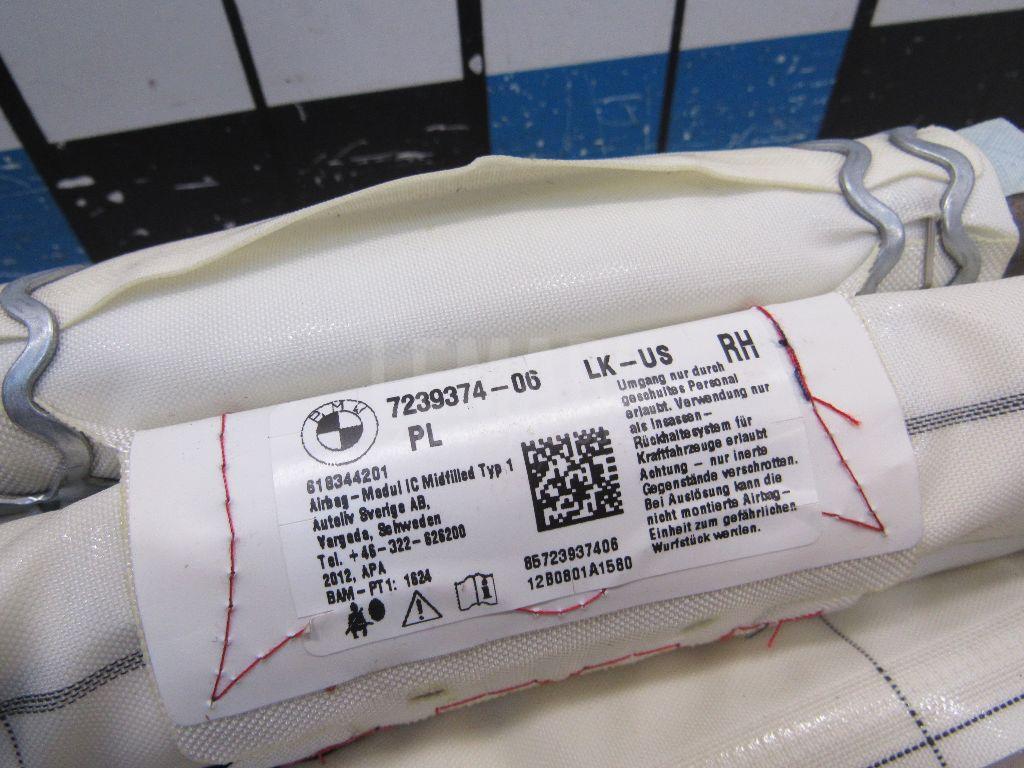 BMW
7239374-06
PL
LK-US
RH
618344201
Airbag-Modul IC Midfilled Typ 1
Autoliv Sverige AB,
Vargada, Schweden
Tel. +46-322-626200
2012, APA
BAM-PT1: 1624
85723937406
12B0801A1580
Umgang nur durch
geschultes Personal
erlaubt. Verwendung nur
als Insassen-
Rückhaltesystem für
Kraftfahrzeuge erlaubt
Achtung - nur inerte
Gegenstände verschrotten.
Bei Auslösung kann die
nicht montierte Airbag-
Einheit zum gefährlichen
Wurfstück werden.